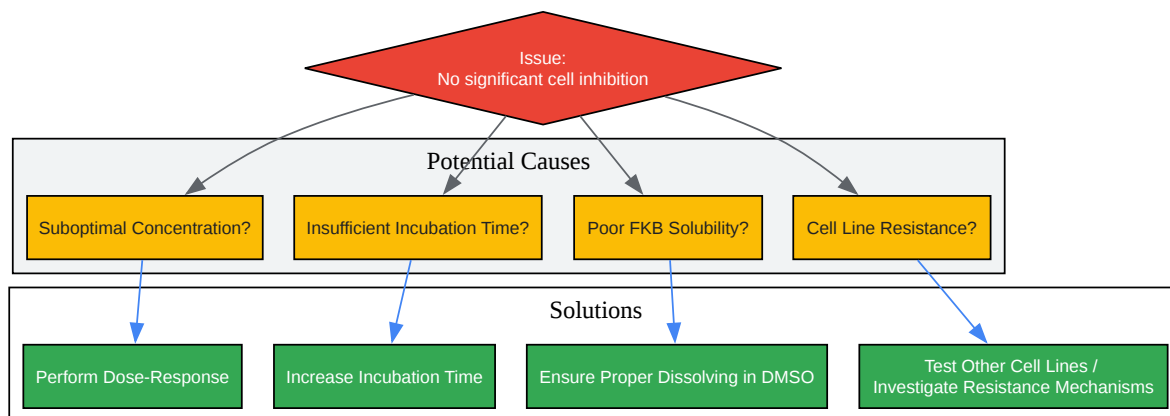 Issue:
No significant cell inhibition
Potential Causes
Suboptimal Concentration?
Insufficient Incubation Time?
Poor FKB Solubility?
Cell Line Resistance?
Solutions
Perform Dose-Response
Increase Incubation Time
Ensure Proper Dissolving in DMSO
Test Other Cell Lines /
Investigate Resistance Mechanisms